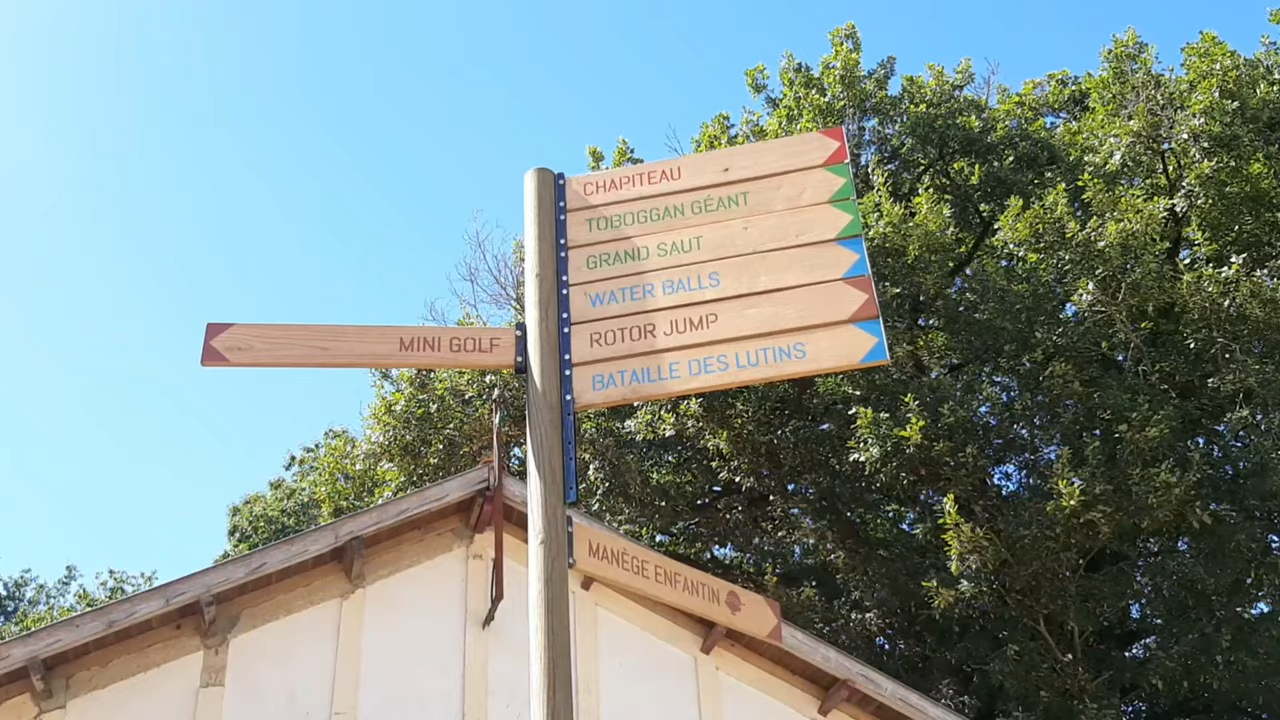 CHAPITEAU
TOBOGGAN GÉANT
GRAND SAUT
WATER BALLS
ROTOR JUMP
BATAILLE DES LUTINS
MINI GOLF
MANÈGE ENFANTIN